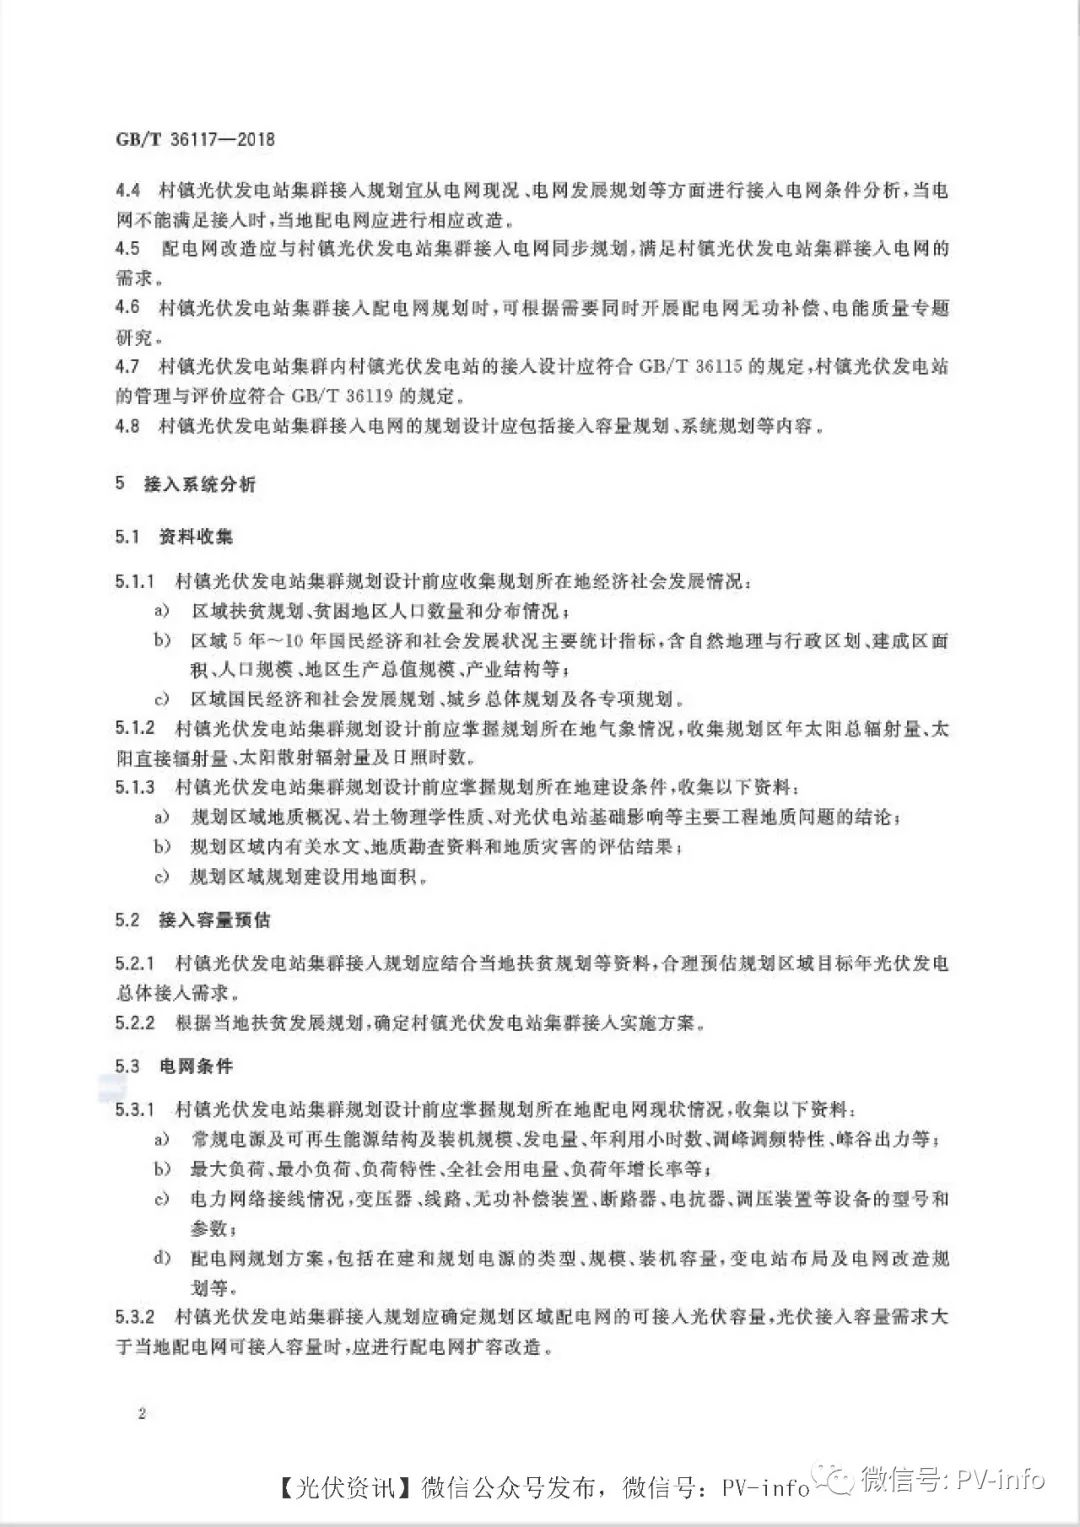 GB/T 36117—2018
4.4 村镇光伏发电站集群接入规划宜从电网现况、电网发展规划等方面进行接入电网条件分析,当电
网不能满足接入时,当地配电网应进行相应改造。
4.5 配电网改造应与村镇光伏发电站集群接入电网同步规划,满足村镇光伏发电站集群接入电网的
需求。
4.6 村镇光伏发电站集群接入配电网规划时,可根据需要同时开展配电网无功补偿、电能质量专题
研究。
4.7 村镇光伏发电站集群内村镇光伏发电站的接入设计应符合 GB/T 36115 的规定,村镇光伏发电站
的管理与评价应符合 GB/T 36119 的规定。
4.8 村镇光伏发电站集群接入电网的规划设计应包括接入容量规划、系统规划等内容。
5 接入系统分析
5.1 资料收集
5.1.1 村镇光伏发电站集群规划设计前应收集规划所在地经济社会发展情况:
a) 区域扶贫规划、贫困地区人口数量和分布情况;
b) 区域 5 年～10 年国民经济和社会发展状况主要统计指标,含自然地理与行政区划、建成区面
积、人口规模、地区生产总值规模、产业结构等;
c) 区域国民经济和社会发展规划、城乡总体规划及各专项规划。
5.1.2 村镇光伏发电站集群规划设计前应掌握规划所在地气象情况,收集规划区年太阳总辐射量、太
阳直接辐射量、太阳散射辐射量及日照时数。
5.1.3 村镇光伏发电站集群规划设计前应掌握规划所在地建设条件,收集以下资料:
a) 规划区域地质概况、岩土物理学性质、对光伏电站基础影响等主要工程地质问题的结论;
b) 规划区域内有关水文、地质勘查资料和地质灾害的评估结果;
c) 规划区域规划建设用地面积。
5.2 接入容量预估
5.2.1 村镇光伏发电站集群接入规划应结合当地扶贫规划等资料,合理预估规划区域目标年光伏发电
总体接入需求。
5.2.2 根据当地扶贫发展规划,确定村镇光伏发电站集群接入实施方案。
5.3 电网条件
5.3.1 村镇光伏发电站集群规划设计前应掌握规划所在地配电网现状情况,收集以下资料:
a) 常规电源及可再生能源结构及装机规模、发电量、年利用小时数、调峰调频特性、峰谷出力等;
b) 最大负荷、最小负荷、负荷特性、全社会用电量、负荷年增长率等;
c) 电力网络接线情况,变压器、线路、无功补偿装置、断路器、电抗器、调压装置等设备的型号和
参数;
d) 配电网规划方案,包括在建和规划电源的类型、规模、装机容量,变电站布局及电网改造规
划等。
5.3.2 村镇光伏发电站集群接入规划应确定规划区域配电网的可接入光伏容量,光伏接入容量需求大
于当地配电网可接入容量时,应进行配电网扩容改造。
2
【光伏资讯】微信公众号发布，微信号：PV-info
微信号: PV-info